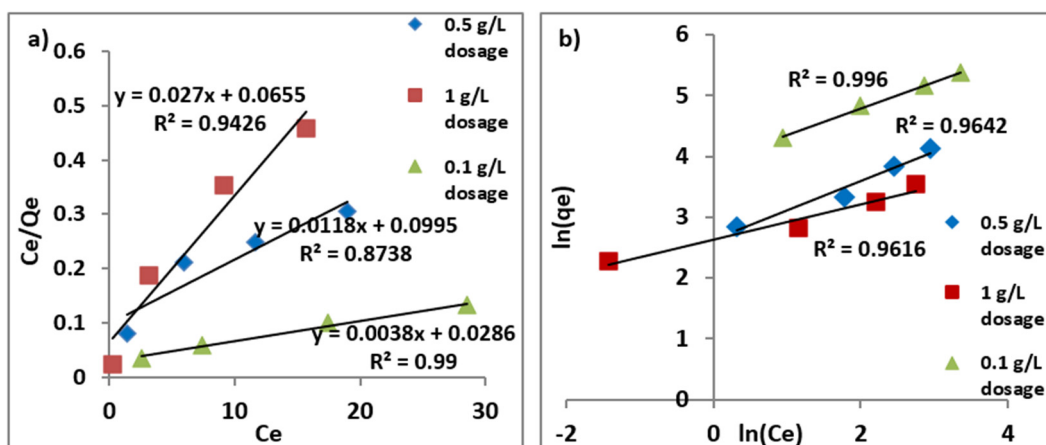 a)
0.6
0.5
0.4
0.3
0.2
0.1
0
Ce/Qe
0
10
20
30
Ce
y = 0.027x + 0.0655
R² = 0.9426
y = 0.0118x + 0.0995
R² = 0.8738
y = 0.0038x + 0.0286
R² = 0.99
0.5 g/L
dosage
1 g/L
dosage
0.1 g/L
dosage
b)
6
5
4
3
2
1
0
ln(qe)
-2
0
2
4
ln(Ce)
R² = 0.996
R² = 0.9642
R² = 0.9616
0.5 g/L
dosage
1 g/L
dosage
0.1 g/L
dosage